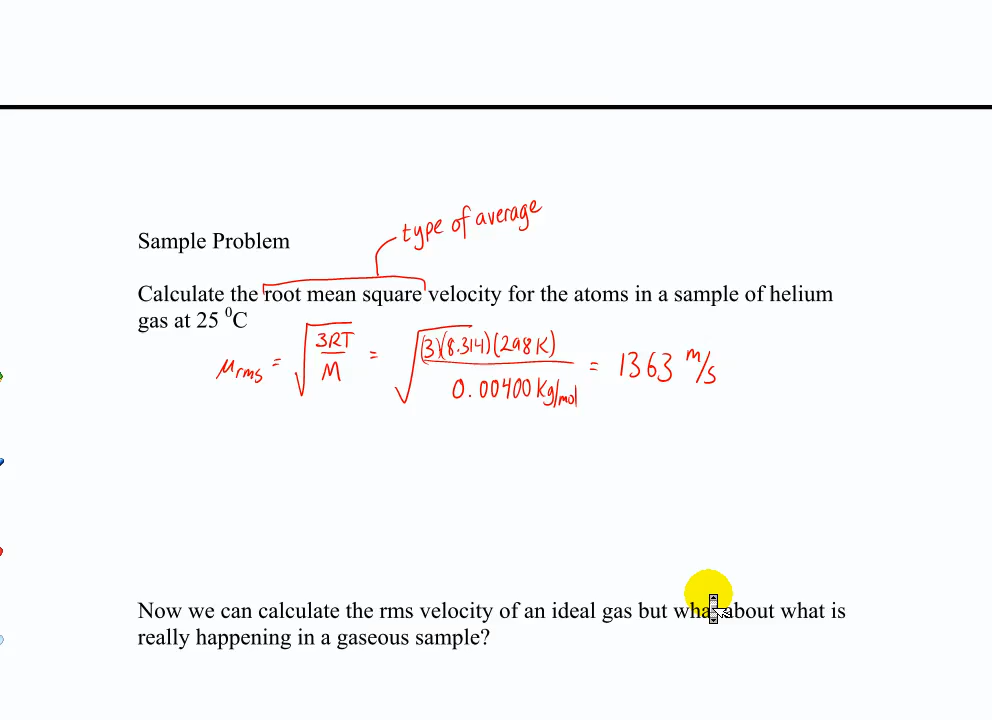 type of average
Sample Problem
Calculate the root mean square velocity for the atoms in a sample of helium
gas at 25 ⁰C
μrms = √(3RT/M) = √((3)(8.314)(298K)/0.00400 Kg/mol) = 1363 m/s
Now we can calculate the rms velocity of an ideal gas but what about what is
really happening in a gaseous sample?